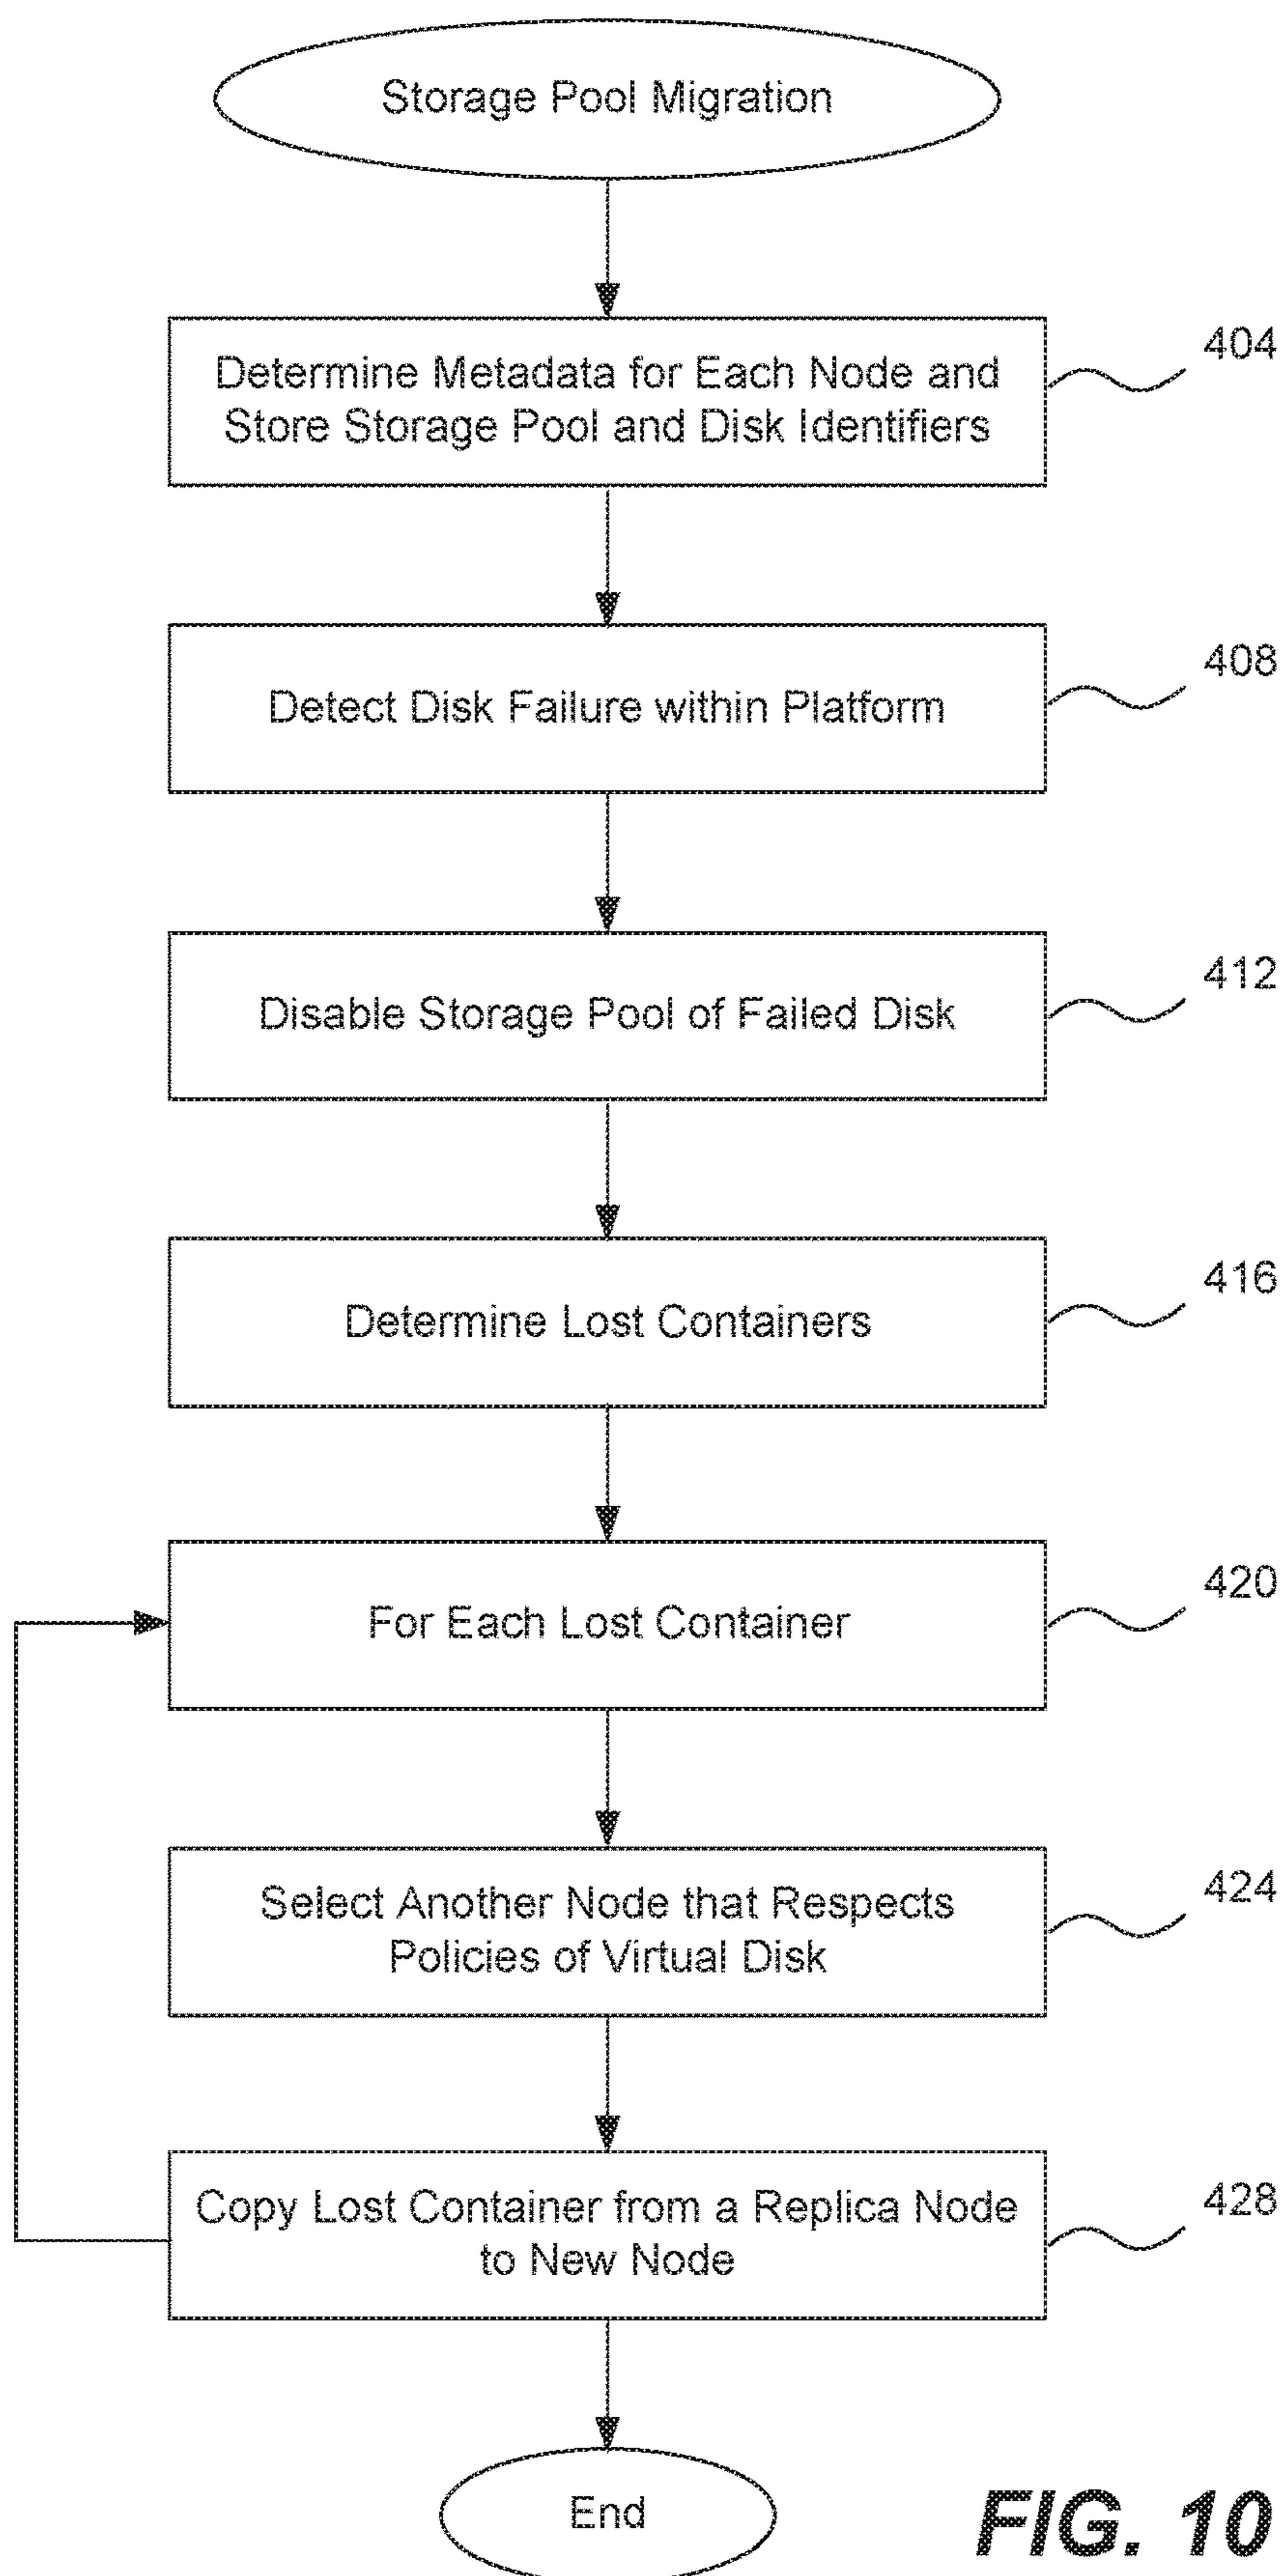 Storage Pool Migration
Determine Metadata for Each Node and
Store Storage Pool and Disk Identifiers
404
Detect Disk Failure within Platform
408
Disable Storage Pool of Failed Disk
412
Determine Lost Containers
416
For Each Lost Container
420
Select Another Node that Respects
Policies of Virtual Disk
424
Copy Lost Container from a Replica Node
to New Node
428
End
FIG. 10